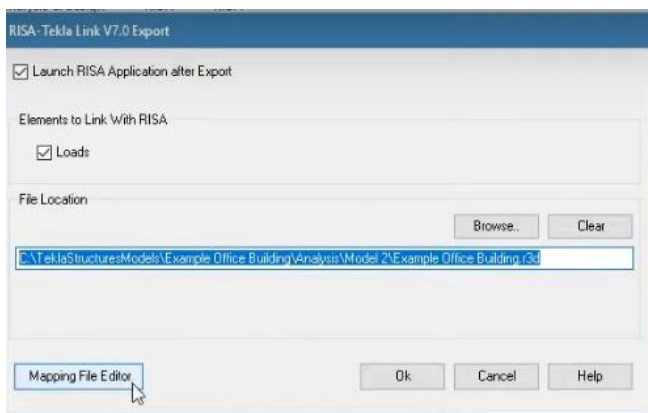 RISA-Tekla Link V7.0 Export
Launch RISA Application after Export
Elements to Link With RISA
Loads
File Location
Browse..
Clear
C:\TeklaStructuresModels\Example Office Building\Analysis\Model 2\Example Office Building.r3d
Mapping File Editor
Ok
Cancel
Help